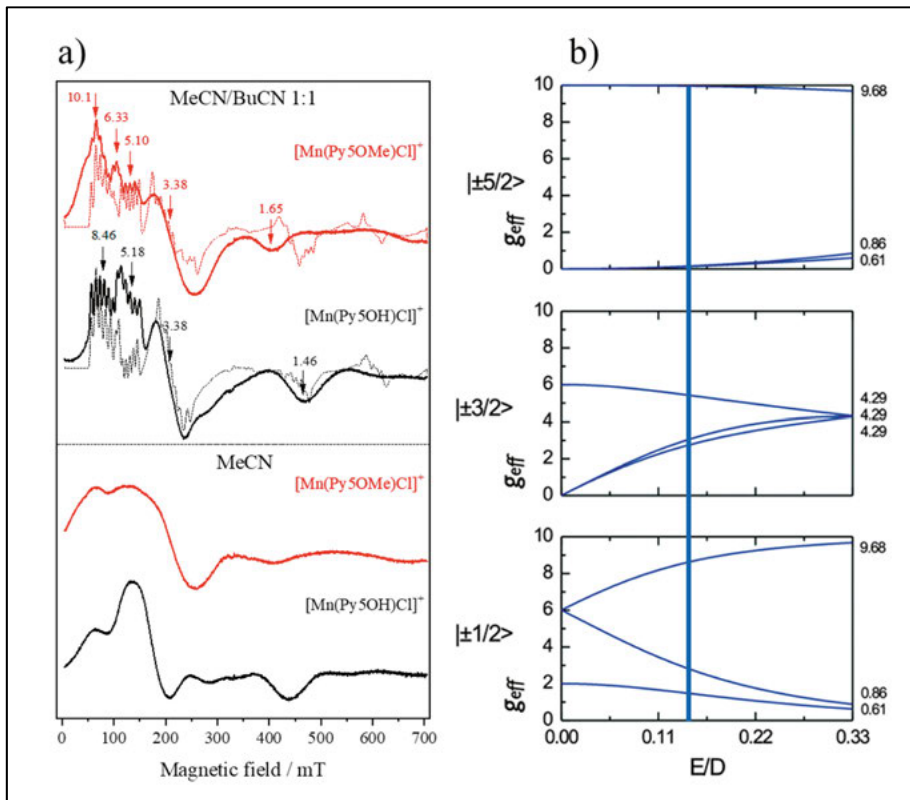 a)
MeCN/BuCN 1:1
10.1
6.33
5.10
[Mn(Py5OMe)Cl]⁺
3.38
1.65
8.46
5.18
[Mn(Py5OH)Cl]⁺
3.38
1.46
MeCN
[Mn(Py5OMe)Cl]⁺
[Mn(Py5OH)Cl]⁺
0 100 200 300 400 500 600 700
Magnetic field / mT
b)
10
8
6
4
2
0
|±5/2>
geff
9.68
0.86
0.61
8
6
4
2
0
|±3/2>
geff
4.29
4.29
4.29
10
8
6
4
2
0
|±1/2>
geff
9.68
0.86
0.61
0.00 0.11 0.22 0.33
E/D